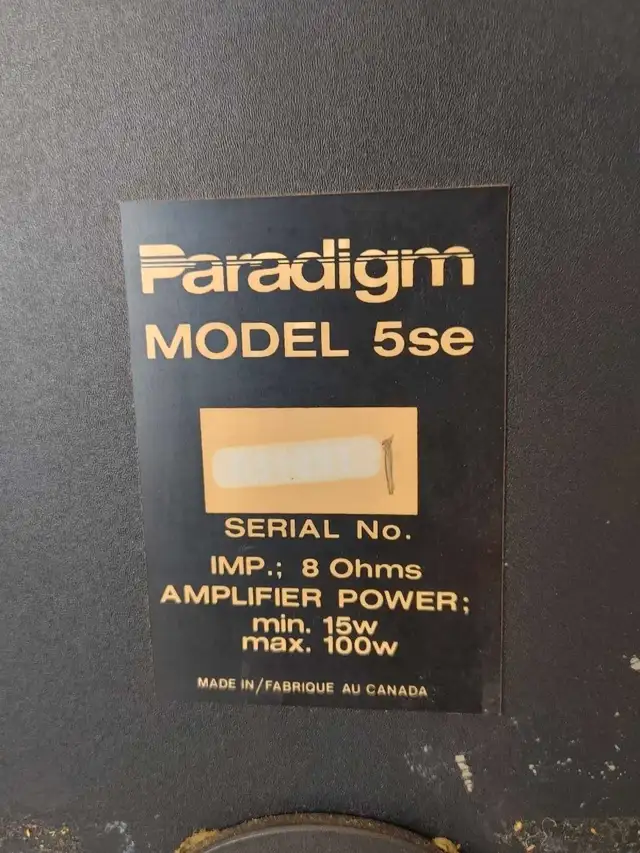 Paradigm
MODEL 5se
SERIAL No.
IMP.; 8 Ohms
AMPLIFIER POWER;
min. 15w
max. 100w
MADE IN/FABRIQUE AU CANADA